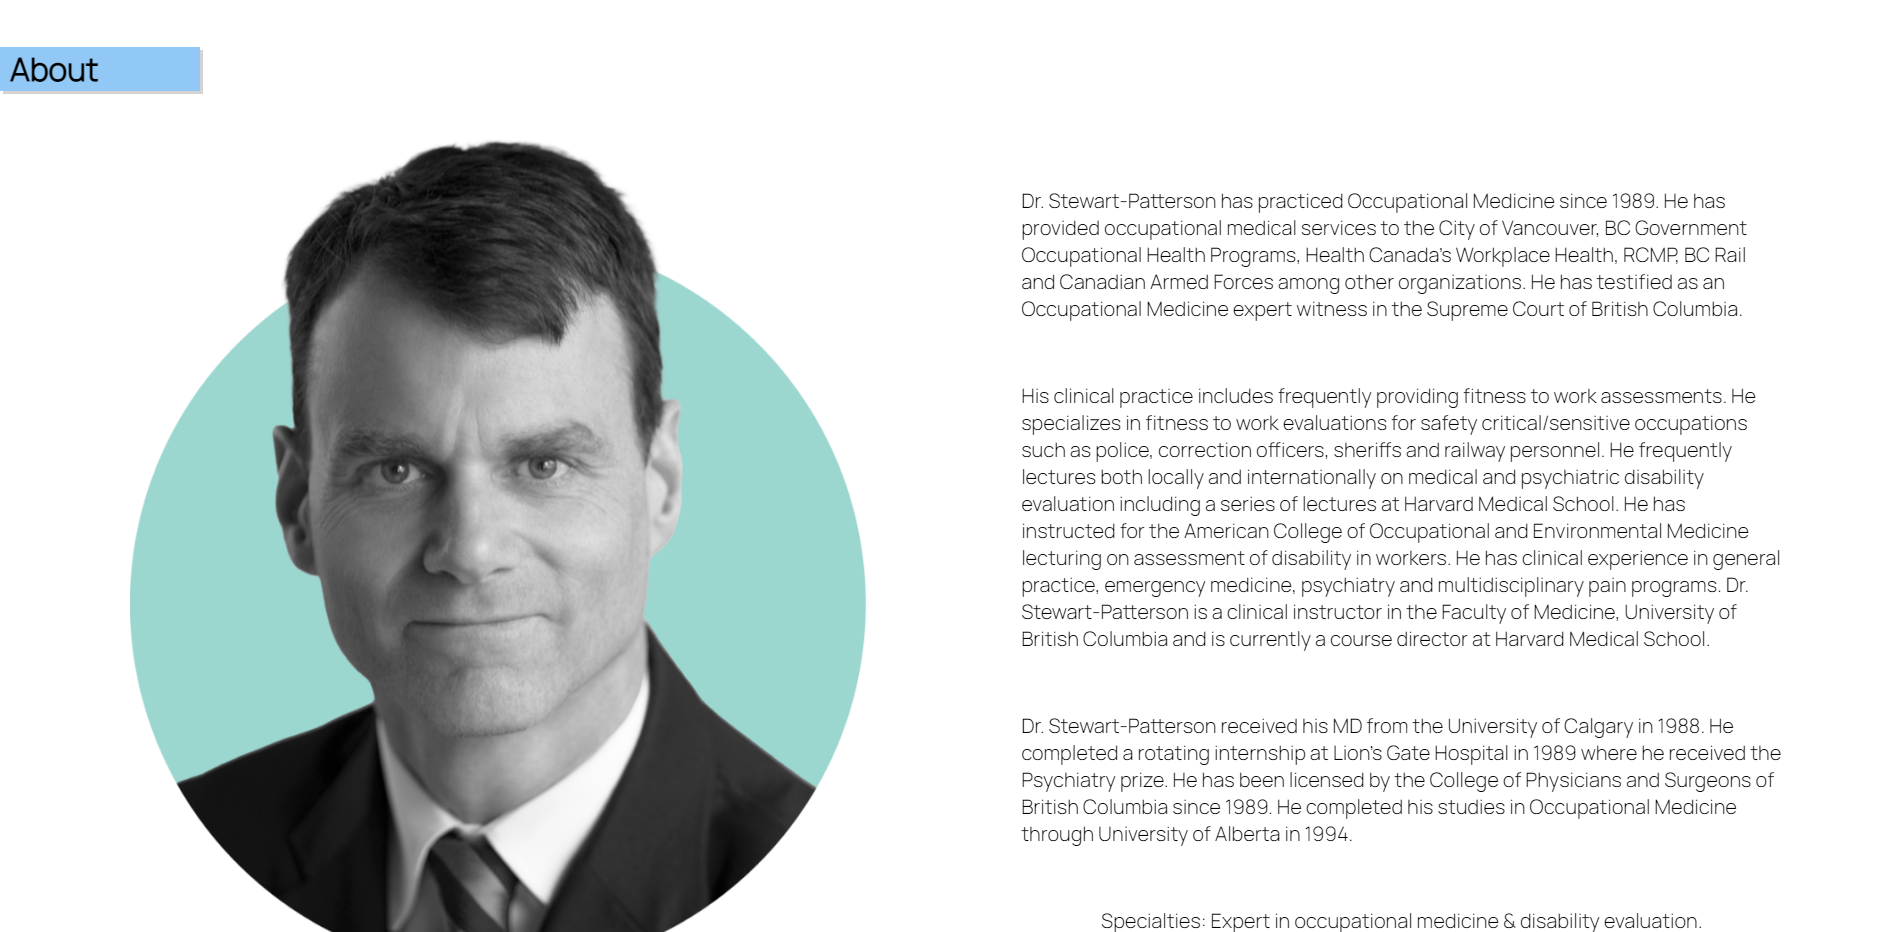 About
Dr. Stewart-Patterson has practiced Occupational Medicine since 1989. He has
provided occupational medical services to the City of Vancouver, BC Government
Occupational Health Programs, Health Canada's Workplace Health, RCMP, BC Rail
and Canadian Armed Forces among other organizations. He has testified as an
Occupational Medicine expert witness in the Supreme Court of British Columbia.
His clinical practice includes frequently providing fitness to work assessments. He
specializes in fitness to work evaluations for safety critical/sensitive occupations
such as police, correction officers, sheriffs and railway personnel. He frequently
lectures both locally and internationally on medical and psychiatric disability
evaluation including a series of lectures at Harvard Medical School. He has
instructed for the American College of Occupational and Environmental Medicine
lecturing on assessment of disability in workers. He has clinical experience in general
practice, emergency medicine, psychiatry and multidisciplinary pain programs. Dr.
Stewart-Patterson is a clinical instructor in the Faculty of Medicine, University of
British Columbia and is currently a course director at Harvard Medical School.
Dr. Stewart-Patterson received his MD from the University of Calgary in 1988. He
completed a rotating internship at Lion's Gate Hospital in 1989 where he received the
Psychiatry prize. He has been licensed by the College of Physicians and Surgeons of
British Columbia since 1989. He completed his studies in Occupational Medicine
through University of Alberta in 1994.
Specialties: Expert in occupational medicine & disability evaluation.